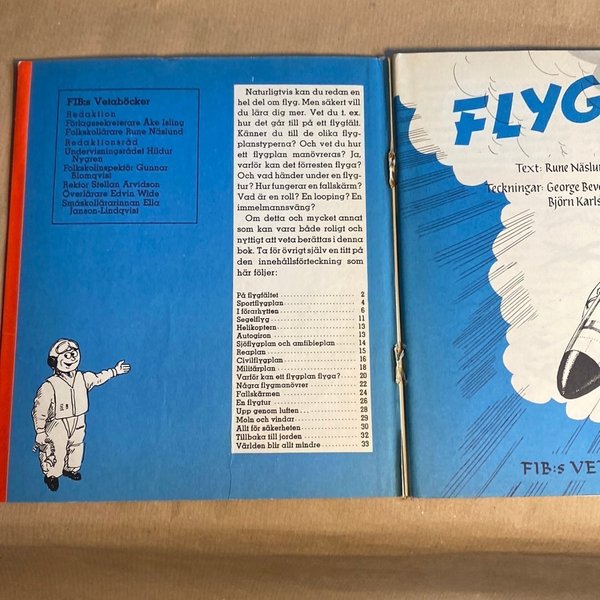 FIB:s Vetaböcker
Redaktion
Förlagssekreterare Åke Isling
Folkskollärare Rune Näslund
Redaktionsråd
Undervisningsrådet Hildur
Nygren
Folkskolinspektör Gunnar
Blomqvist
Rektor Stellan Arvidson
Överlärare Edvin Wide
Småskollärarinnan Ella
Janson-Lindqvist
Naturligtvis kan du redan en
hel del om flyg. Men säkert vill
du lära dig mer. Vet du t. ex.
hur det går till på ett flygfält.
Känner du till de olika flyg-
planstyperna? Och vet du hur
ett flygplan manövreras? Ja,
varför kan det förresten flyga?
Och vad händer under en flyg-
tur? Hur fungerar en fallskärm?
Vad är en roll? En looping? En
immelmannsväng?
Om detta och mycket annat
som kan vara både roligt och
nyttigt att veta berättas i denna
bok. Ta för övrigt själv en titt på
den innehållsförteckning som
här följer:
På flygfältet 2
Sportflygplan 4
I förarhytten 6
Segelflyg 11
Helikoptern 13
Autogiron 13
Sjöflygplan och amfibieplan 14
Reaplan 15
Civilflygplan 16
Militärplan 18
Varför kan ett flygplan flyga? 20
Några flygmanövrer 22
Fallskärmen 24
En flygtur 26
Upp genom luften... 28
Moln och vindar 29
Allt för säkerheten 30
Tillbaka till jorden 32
Världen blir allt mindre 33
FLYG
Text: Rune Näslun
Teckningar: George Beve
Björn Karls
FIB:s VET